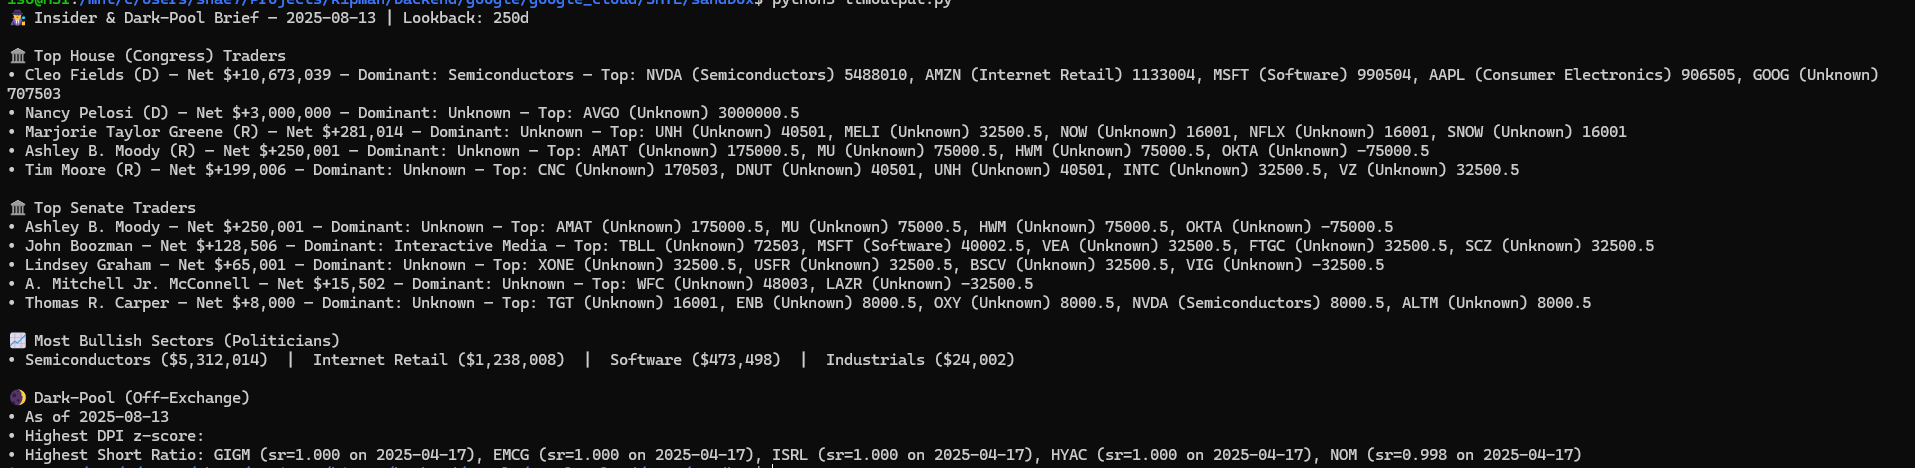 🕵️ Insider & Dark-Pool Brief — 2025-08-13 | Lookback: 250d
🏛️ Top House (Congress) Traders
• Cleo Fields (D) — Net $+10,673,039 — Dominant: Semiconductors — Top: NVDA (Semiconductors) 5488010, AMZN (Internet Retail) 1133004, MSFT (Software) 990504, AAPL (Consumer Electronics) 906505, GOOG (Unknown)
707503
• Nancy Pelosi (D) — Net $+3,000,000 — Dominant: Unknown — Top: AVGO (Unknown) 3000000.5
• Marjorie Taylor Greene (R) — Net $+281,014 — Dominant: Unknown — Top: UNH (Unknown) 40501, MELI (Unknown) 32500.5, NOW (Unknown) 16001, NFLX (Unknown) 16001, SNOW (Unknown) 16001
• Ashley B. Moody (R) — Net $+250,001 — Dominant: Unknown — Top: AMAT (Unknown) 175000.5, MU (Unknown) 75000.5, HWM (Unknown) 75000.5, OKTA (Unknown) -75000.5
• Tim Moore (R) — Net $+199,006 — Dominant: Unknown — Top: CNC (Unknown) 170503, DNUT (Unknown) 40501, UNH (Unknown) 40501, INTC (Unknown) 32500.5, VZ (Unknown) 32500.5
🏛️ Top Senate Traders
• Ashley B. Moody — Net $+250,001 — Dominant: Unknown — Top: AMAT (Unknown) 175000.5, MU (Unknown) 75000.5, HWM (Unknown) 75000.5, OKTA (Unknown) -75000.5
• John Boozman — Net $+128,506 — Dominant: Interactive Media — Top: TBLL (Unknown) 72503, MSFT (Software) 40002.5, VEA (Unknown) 32500.5, FTGC (Unknown) 32500.5, SCZ (Unknown) 32500.5
• Lindsey Graham — Net $+65,001 — Dominant: Unknown — Top: XONE (Unknown) 32500.5, USFR (Unknown) 32500.5, BSCV (Unknown) 32500.5, VIG (Unknown) -32500.5
• A. Mitchell Jr. McConnell — Net $+15,502 — Dominant: Unknown — Top: WFC (Unknown) 48003, LAZR (Unknown) -32500.5
• Thomas R. Carper — Net $+8,000 — Dominant: Unknown — Top: TGT (Unknown) 16001, ENB (Unknown) 8000.5, OXY (Unknown) 8000.5, NVDA (Semiconductors) 8000.5, ALTM (Unknown) 8000.5
📈 Most Bullish Sectors (Politicians)
• Semiconductors ($5,312,014) | Internet Retail ($1,238,008) | Software ($473,498) | Industrials ($24,002)
🌒 Dark-Pool (Off-Exchange)
• As of 2025-08-13
• Highest DPI z-score:
• Highest Short Ratio: GIGM (sr=1.000 on 2025-04-17), EMCG (sr=1.000 on 2025-04-17), ISRL (sr=1.000 on 2025-04-17), HYAC (sr=1.000 on 2025-04-17), NOM (sr=0.998 on 2025-04-17)